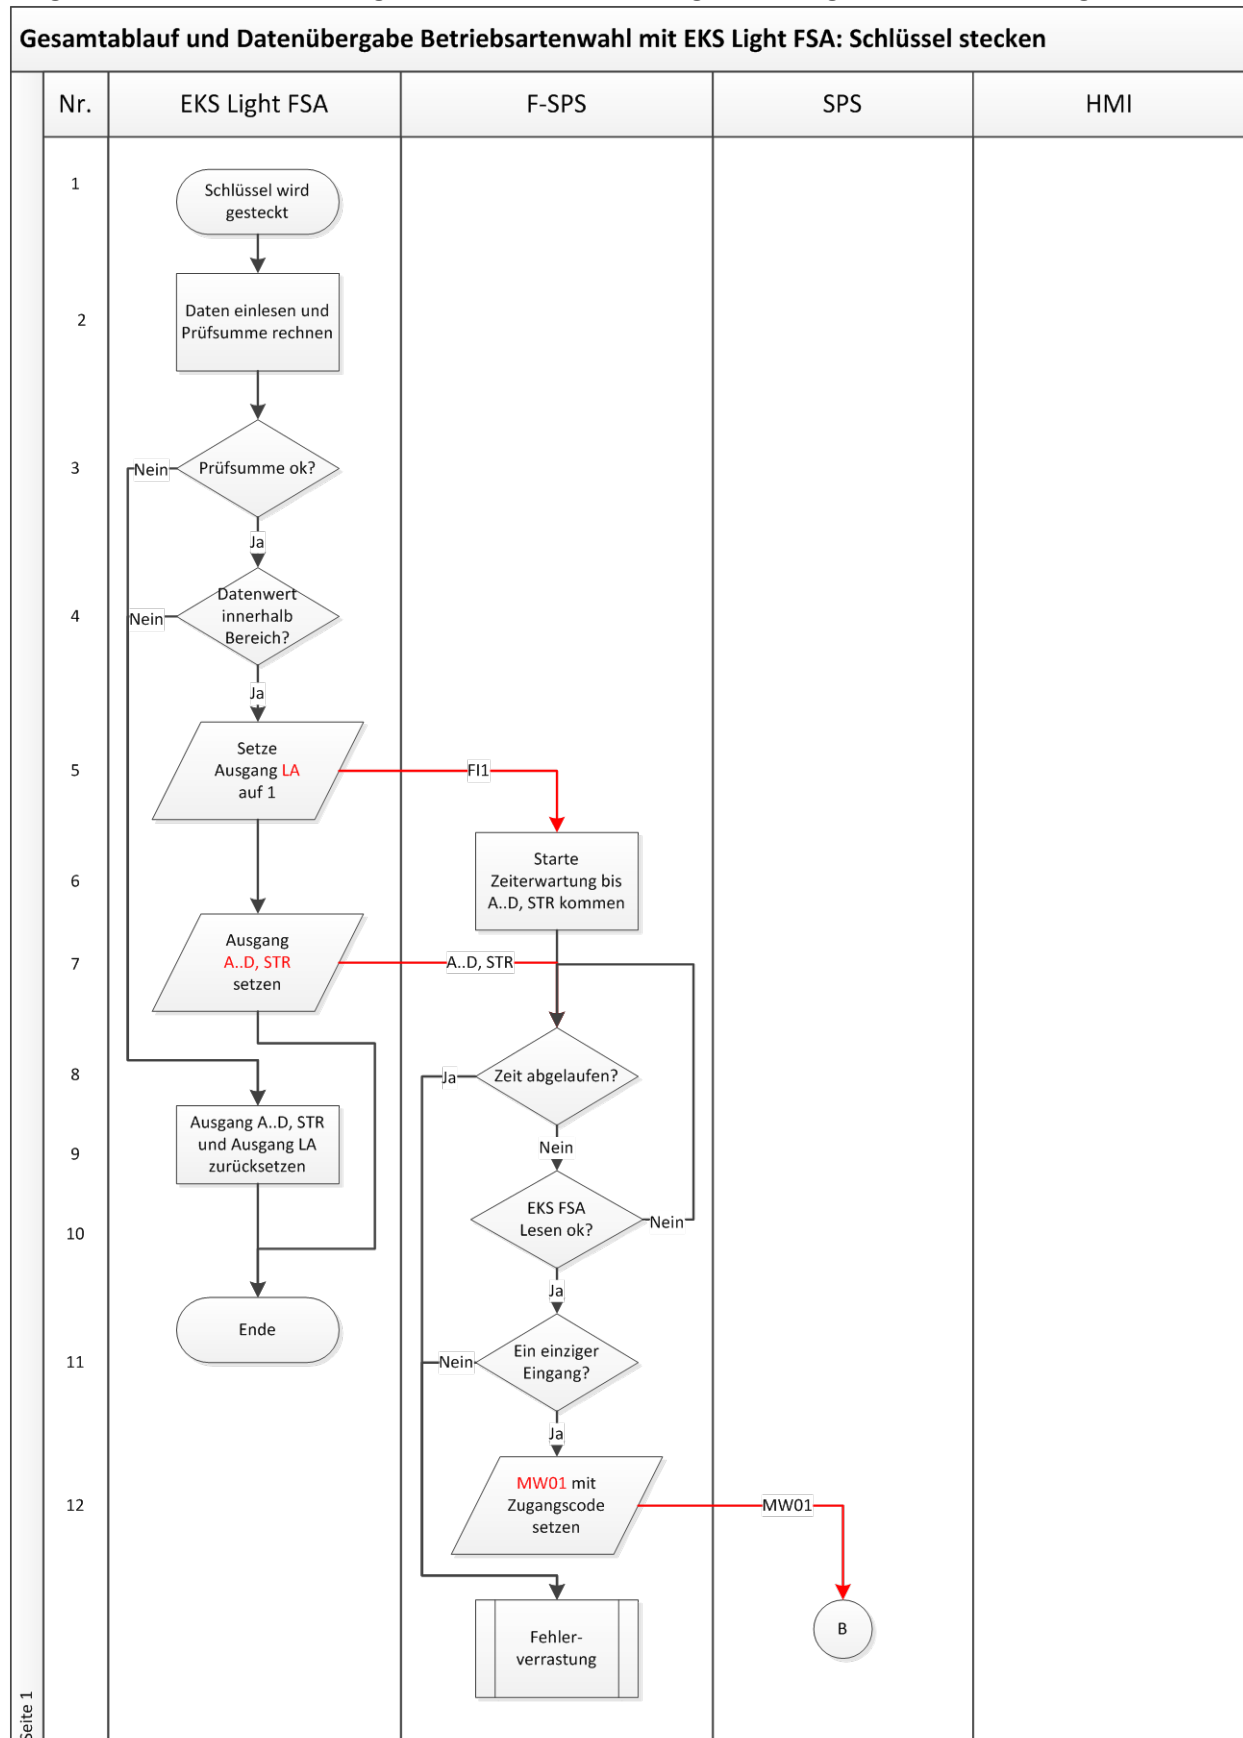 Gesamtablauf und Datenübergabe Betriebsartenwahl mit EKS Light FSA: Schlüssel stecken
Nr.
EKS Light FSA
F-SPS
SPS
HMI
1
Schlüssel wird
gesteckt
2
Daten einlesen und
Prüfsumme rechnen
3
Nein
Prüfsumme ok?
Ja
4
Nein
Datenwert
innerhalb
Bereich?
Ja
5
Setze
Ausgang LA
auf 1
FI1
6
Starte
Zeiterwartung bis
A..D, STR kommen
7
Ausgang
A..D, STR
setzen
A..D, STR
8
Ja
Zeit abgelaufen?
Nein
9
Ausgang A..D, STR
und Ausgang LA
zurücksetzen
10
EKS FSA
Lesen ok?
Nein
Ja
Ende
11
Nein
Ein einziger
Eingang?
Ja
12
MW01 mit
Zugangscode
setzen
MW01
B
Fehler-
verrastung
Seite 1